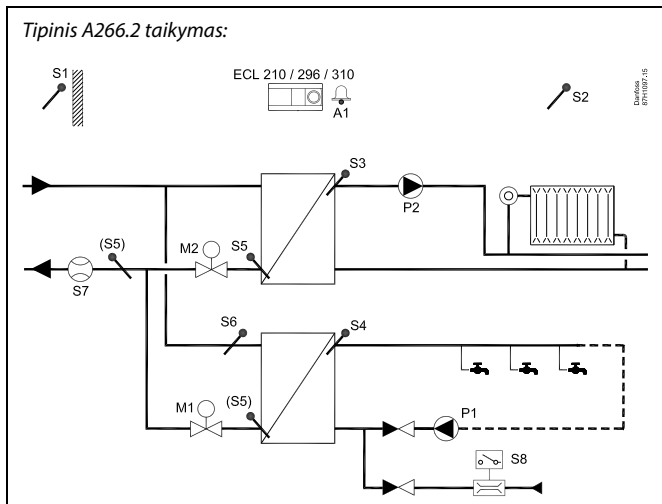 Tipinis A266.2 taikymas:
S1
ECL 210 / 296 / 310
A1
S2
Danfoss
87H1097.15
S3
P2
(S5)
M2
S5
S7
S6
S4
M1
(S5)
P1
S8